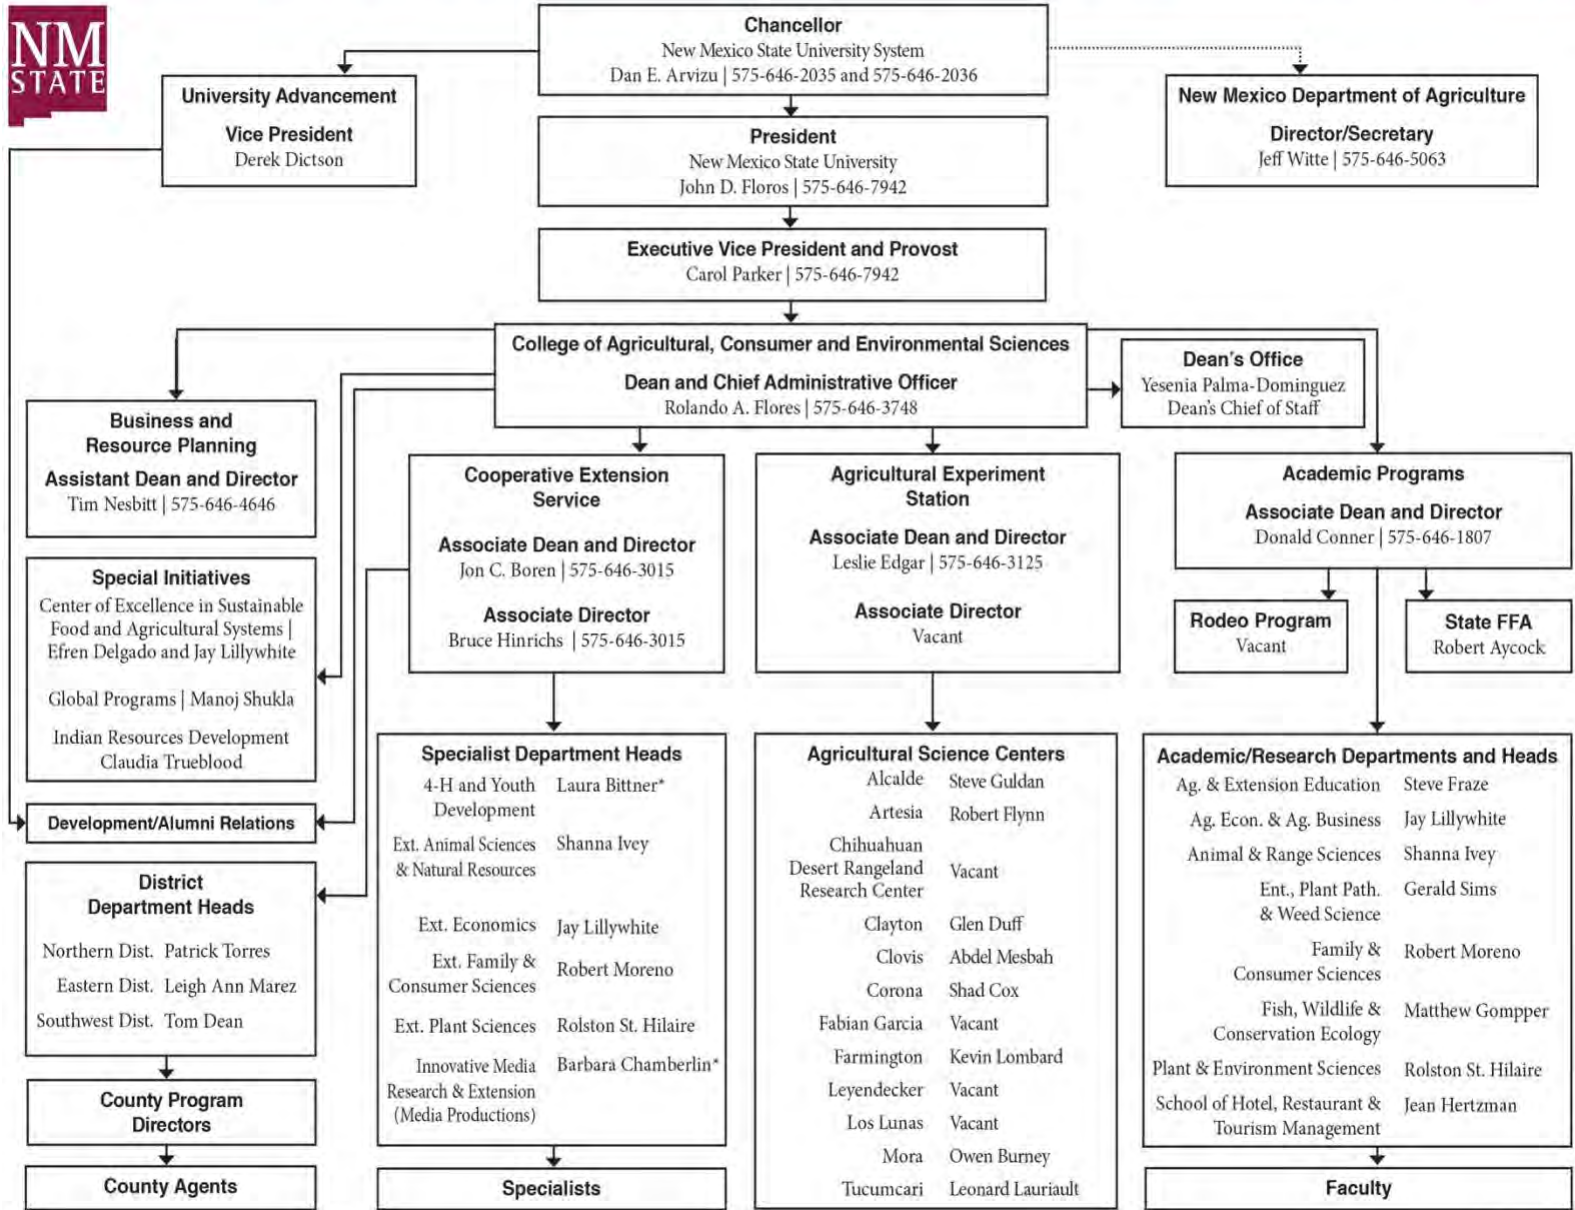 NM
STATE
Chancellor
New Mexico State University System
Dan E. Arvizu | 575-646-2035 and 575-646-2036
University Advancement
Vice President
Derek Dictson
New Mexico Department of Agriculture
Director/Secretary
Jeff Witte | 575-646-5063
President
New Mexico State University
John D. Floros | 575-646-7942
Executive Vice President and Provost
Carol Parker | 575-646-7942
College of Agricultural, Consumer and Environmental Sciences
Dean and Chief Administrative Officer
Rolando A. Flores | 575-646-3748
Dean's Office
Yesenia Palma-Dominguez
Dean's Chief of Staff
Business and
Resource Planning
Assistant Dean and Director
Tim Nesbitt | 575-646-4646
Special Initiatives
Center of Excellence in Sustainable
Food and Agricultural Systems |
Efren Delgado and Jay Lillywhite
Global Programs | Manoj Shukla
Indian Resources Development
Claudia Trueblood
Development/Alumni Relations
District
Department Heads
Northern Dist. Patrick Torres
Eastern Dist. Leigh Ann Marez
Southwest Dist. Tom Dean
County Program
Directors
County Agents
Cooperative Extension
Service
Associate Dean and Director
Jon C. Boren | 575-646-3015
Associate Director
Bruce Hinrichs | 575-646-3015
Specialist Department Heads
4-H and Youth Laura Bittner*
Development
Ext. Animal Sciences Shanna Ivey
& Natural Resources
Ext. Economics Jay Lillywhite
Ext. Family & Robert Moreno
Consumer Sciences
Ext. Plant Sciences Rolston St. Hilaire
Innovative Media Barbara Chamberlin*
Research & Extension
(Media Productions)
Specialists
Agricultural Experiment
Station
Associate Dean and Director
Leslie Edgar | 575-646-3125
Associate Director
Vacant
Agricultural Science Centers
Alcalde Steve Guldan
Artesia Robert Flynn
Chihuahuan
Desert Rangeland Vacant
Research Center
Clayton Glen Duff
Clovis Abdel Mesbah
Corona Shad Cox
Fabian Garcia Vacant
Farmington Kevin Lombard
Leyendecker Vacant
Los Lunas Vacant
Mora Owen Burney
Tucumcari Leonard Lauriault
Academic Programs
Associate Dean and Director
Donald Conner | 575-646-1807
Rodeo Program
Vacant
State FFA
Robert Aycock
Academic/Research Departments and Heads
Ag. & Extension Education Steve Fraze
Ag. Econ. & Ag. Business Jay Lillywhite
Animal & Range Sciences Shanna Ivey
Ent., Plant Path. Gerald Sims
& Weed Science
Family & Robert Moreno
Consumer Sciences
Fish, Wildlife & Matthew Gompper
Conservation Ecology
Plant & Environment Sciences Rolston St. Hilaire
School of Hotel, Restaurant & Jean Hertzman
Tourism Management
Faculty